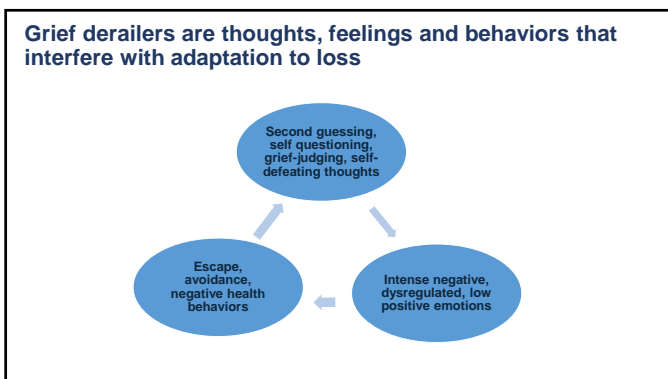 Grief derailers are thoughts, feelings and behaviors that
interfere with adaptation to loss
Second guessing,
self questioning,
grief-judging, self-
defeating thoughts
Escape,
avoidance,
negative health
behaviors
Intense negative,
dysregulated, low
positive emotions